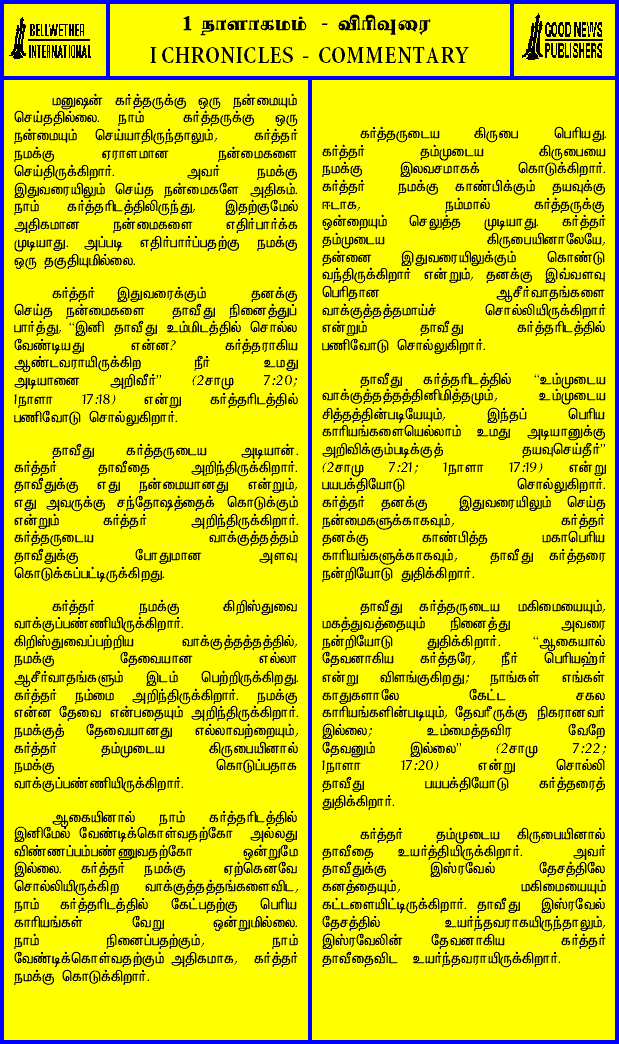 BELLWETHER
INTERNATIONAL
1 நாளாகமம் - விரிவுரை
I CHRONICLES - COMMENTARY
GOOD NEWS
PUBLISHERS
மனுஷன் கர்த்தருக்கு ஒரு நன்மையும்
செய்ததில்லை. நாம் கர்த்தருக்கு ஒரு
நன்மையும் செய்யாதிருந்தாலும், கர்த்தர்
நமக்கு ஏராளமான நன்மைகளை
செய்திருக்கிறார். அவர் நமக்கு
இதுவரையிலும் செய்த நன்மைகளே அதிகம்.
நாம் கர்த்தரிடத்திலிருந்து, இதற்குமேல்
அதிகமான நன்மைகளை எதிர்பார்க்க
முடியாது. அப்படி எதிர்பார்ப்பதற்கு நமக்கு
ஒரு தகுதியுமில்லை.
கர்த்தர் இதுவரைக்கும் தனக்கு
செய்த நன்மைகளை தாவீது நினைத்துப்
பார்த்து, "இனி தாவீது உம்மிடத்தில் சொல்ல
வேண்டியது என்ன? கர்த்தராகிய
ஆண்டவராயிருக்கிற நீர் உமது
அடியானை அறிவீர்" (2சாமு 7:20;
1நாளா 17:18) என்று கர்த்தரிடத்தில்
பணிவோடு சொல்லுகிறார்.
தாவீது கர்த்தருடைய அடியான்.
கர்த்தர் தாவீதை அறிந்திருக்கிறார்.
தாவீதுக்கு எது நன்மையானது என்றும்,
எது அவருக்கு சந்தோஷத்தைக் கொடுக்கும்
என்றும் கர்த்தர் அறிந்திருக்கிறார்.
கர்த்தருடைய வாக்குத்தத்தம்
தாவீதுக்கு போதுமான அளவு
கொடுக்கப்பட்டிருக்கிறது.
கர்த்தர் நமக்கு கிறிஸ்துவை
வாக்குப்பண்ணியிருக்கிறார்.
கிறிஸ்துவைப்பற்றிய வாக்குத்தத்தத்தில்,
நமக்கு தேவையான எல்லா
ஆசீர்வாதங்களும் இடம் பெற்றிருக்கிறது.
கர்த்தர் நம்மை அறிந்திருக்கிறார். நமக்கு
என்ன தேவை என்பதையும் அறிந்திருக்கிறார்.
நமக்குத் தேவையானது எல்லாவற்றையும்,
கர்த்தர் தம்முடைய கிருபையினால்
நமக்கு கொடுப்பதாக
வாக்குப்பண்ணியிருக்கிறார்.
ஆகையினால் நாம் கர்த்தரிடத்தில்
இனிமேல் வேண்டிக்கொள்வதற்கோ அல்லது
விண்ணப்பம்பண்ணுவதற்கோ ஒன்றுமே
இல்லை. கர்த்தர் நமக்கு ஏற்கெனவே
சொல்லியிருக்கிற வாக்குத்தத்தங்களைவிட,
நாம் கர்த்தரிடத்தில் கேட்பதற்கு பெரிய
காரியங்கள் வேறு ஒன்றுமில்லை.
நாம் நினைப்பதற்கும், நாம்
வேண்டிக்கொள்வதற்கும் அதிகமாக, கர்த்தர்
நமக்கு கொடுக்கிறார்.
கர்த்தருடைய கிருபை பெரியது.
கர்த்தர் தம்முடைய கிருபையை
நமக்கு இலவசமாகக் கொடுக்கிறார்.
கர்த்தர் நமக்கு காண்பிக்கும் தயவுக்கு
ஈடாக, நம்மால் கர்த்தருக்கு
ஒன்றையும் செலுத்த முடியாது. கர்த்தர்
தம்முடைய கிருபையினாலேயே,
தன்னை இதுவரையிலுக்கும் கொண்டு
வந்திருக்கிறார் என்றும், தனக்கு இவ்வளவு
பெரிதான ஆசீர்வாதங்களை
வாக்குத்தத்தமாய்ச் சொல்லியிருக்கிறார்
என்றும் தாவீது கர்த்தரிடத்தில்
பணிவோடு சொல்லுகிறார்.
தாவீது கர்த்தரிடத்தில் "உம்முடைய
வாக்குத்தத்தத்தினிமித்தமும், உம்முடைய
சித்தத்தின்படியேயும், இந்தப் பெரிய
காரியங்களையெல்லாம் உமது அடியானுக்கு
அறிவிக்கும்படிக்குத் தயவுசெய்தீர்"
(2சாமு 7:21; 1நாளா 17:19) என்று
பயபக்தியோடு சொல்லுகிறார்.
கர்த்தர் தனக்கு இதுவரையிலும் செய்த
நன்மைகளுக்காகவும், கர்த்தர்
தனக்கு காண்பித்த மகாபெரிய
காரியங்களுக்காகவும், தாவீது கர்த்தரை
நன்றியோடு துதிக்கிறார்.
தாவீது கர்த்தருடைய மகிமையையும்,
மகத்துவத்தையும் நினைத்து அவரை
நன்றியோடு துதிக்கிறார். "ஆகையால்
தேவனாகிய கர்த்தரே, நீர் பெரியஹ்ர்
என்று விளங்குகிறது; நாங்கள் எங்கள்
காதுகளாலே கேட்ட சகல
காரியங்களின்படியும், தேவரீருக்கு நிகரானவர்
இல்லை; உம்மைத்தவிர வேறே
தேவனும் இல்லை" (2சாமு 7:22;
1நாளா 17:20) என்று சொல்லி
தாவீது பயபக்தியோடு கர்த்தரைத்
துதிக்கிறார்.
கர்த்தர் தம்முடைய கிருபையினால்
தாவீதை உயர்த்தியிருக்கிறார். அவர்
தாவீதுக்கு இஸ்ரவேல் தேசத்திலே
கனத்தையும், மகிமையையும்
கட்டளையிட்டிருக்கிறார். தாவீது இஸ்ரவேல்
தேசத்தில் உயர்ந்தவராகயிருந்தாலும்,
இஸ்ரவேலின் தேவனாகிய கர்த்தர்
தாவீதைவிட உயர்ந்தவராயிருக்கிறார்.